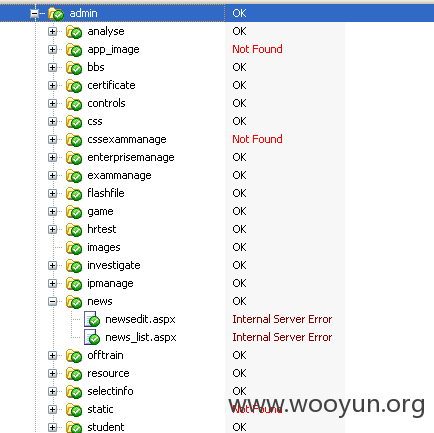 admin OK
analyse OK
app_image Not Found
bbs OK
certificate OK
controls OK
css OK
cssexammanage Not Found
enterprisemanage OK
exammanage OK
flashfile OK
game OK
hrtest OK
images OK
investigate OK
ipmanage OK
news OK
newsedit.aspx Internal Server Error
news_list.aspx Internal Server Error
offtrain OK
resource OK
selectinfo OK
static Not Found
www.wooyun.org
student OK